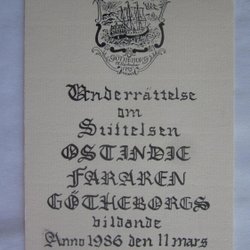 Underrättelse
om
Stiftelsen
OSTINDIE
FARAREN
GÖTHEBORGS
bildande
Anno 1986 den 11 mars